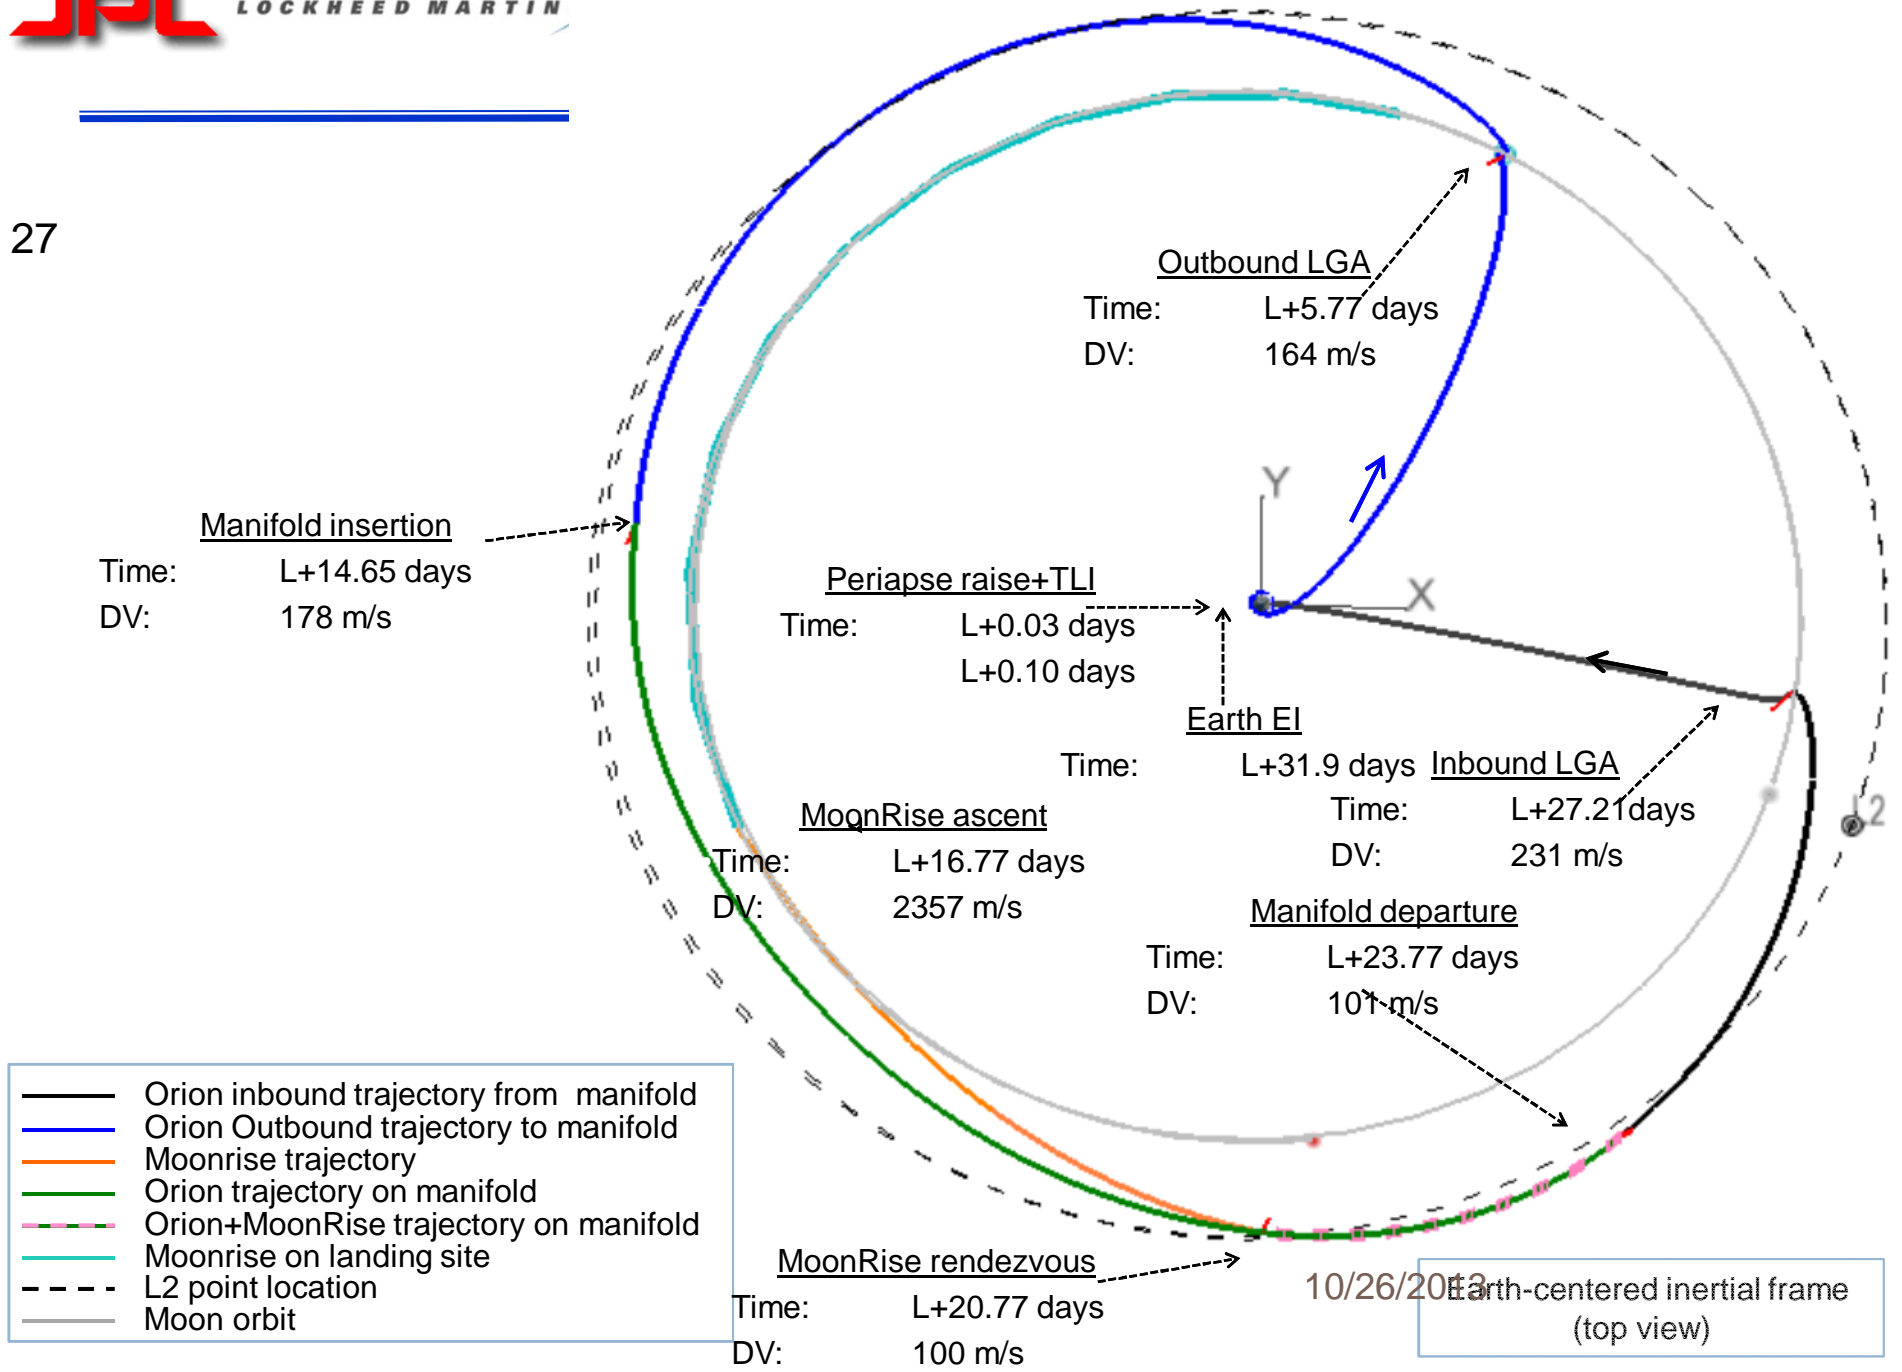 JPL
LOCKHEED MARTIN
27
Outbound LGA
Time: L+5.77 days
DV: 164 m/s
Y
X
Manifold insertion
Time: L+14.65 days
DV: 178 m/s
Periapse raise+TLI
Time: L+0.03 days
L+0.10 days
Earth EI
Time: L+31.9 days
Inbound LGA
Time: L+27.21days
DV: 231 m/s
L2
MoonRise ascent
Time: L+16.77 days
DV: 2357 m/s
Manifold departure
Time: L+23.77 days
DV: 101 m/s
Orion inbound trajectory from manifold
Orion Outbound trajectory to manifold
Moonrise trajectory
Orion trajectory on manifold
Orion+MoonRise trajectory on manifold
Moonrise on landing site
L2 point location
Moon orbit
MoonRise rendezvous
Time: L+20.77 days
DV: 100 m/s
10/26/2013
Earth-centered inertial frame
(top view)